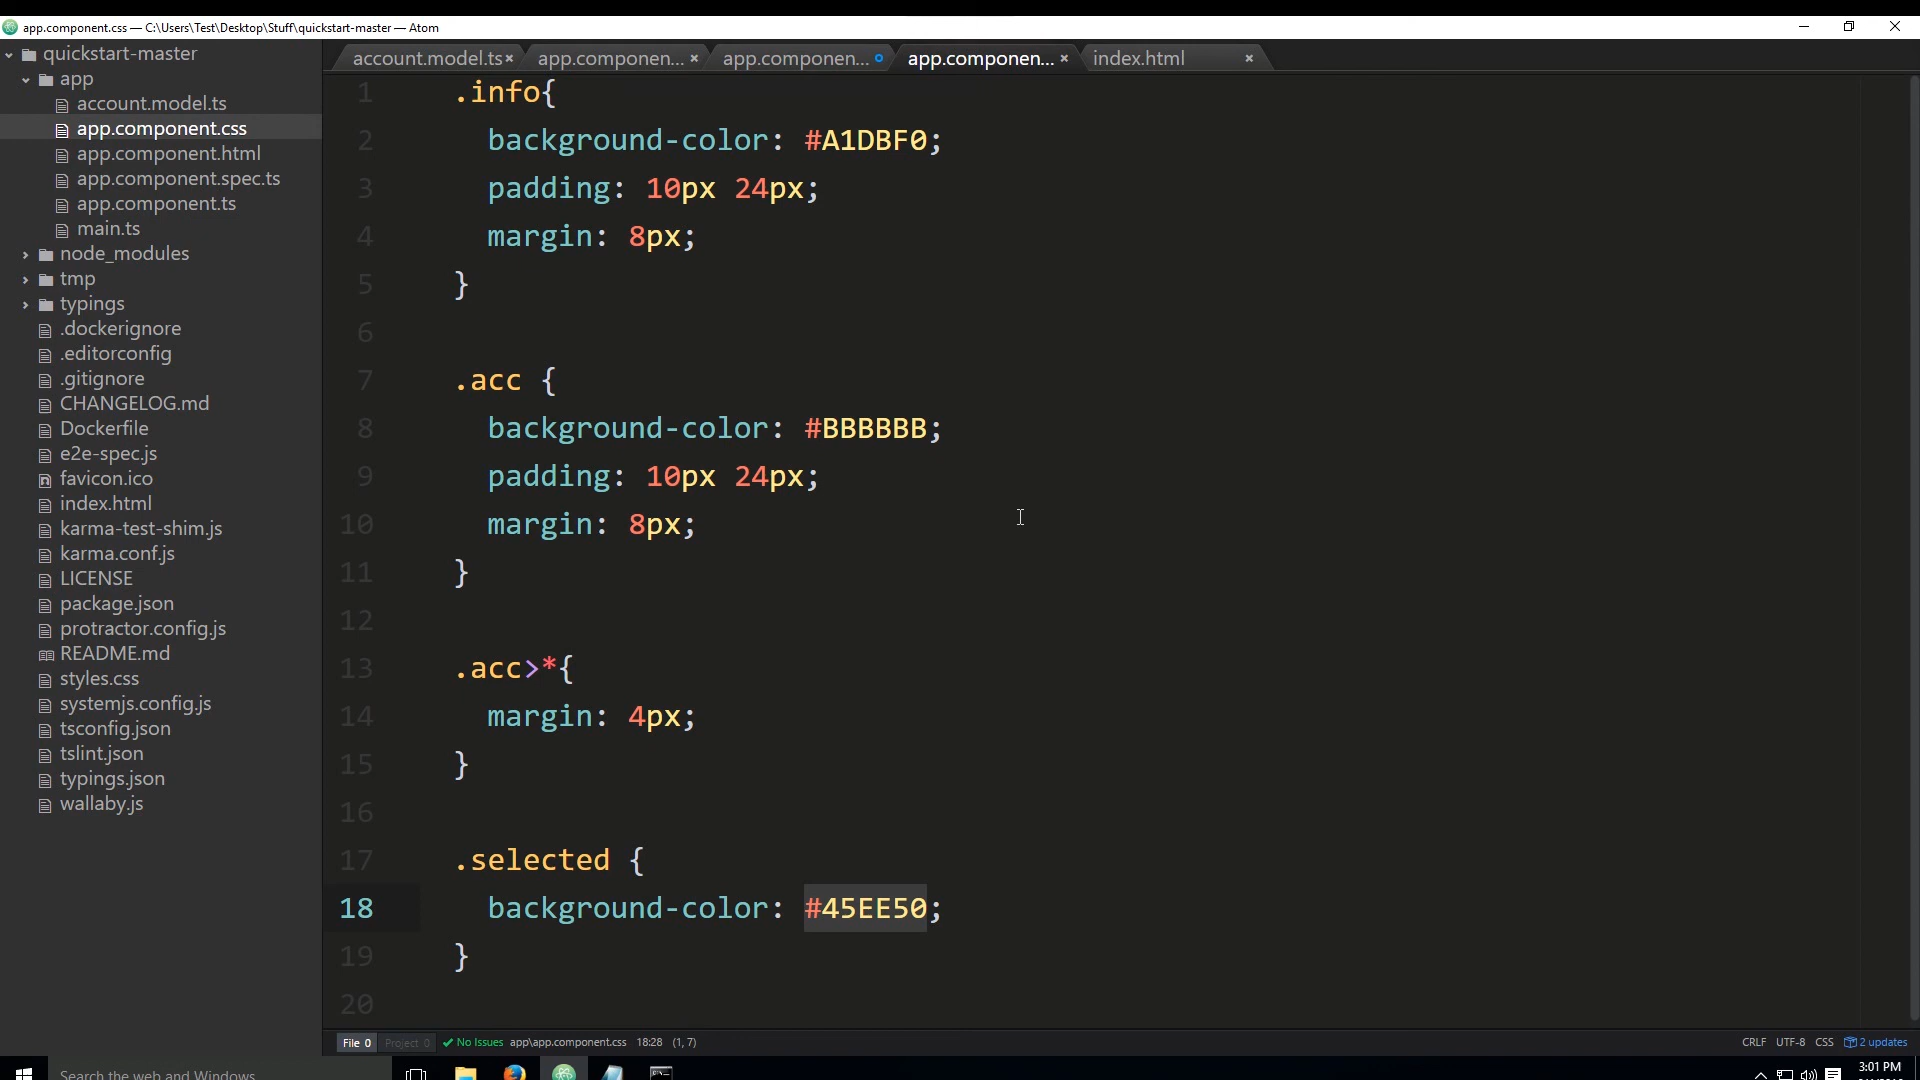 app.component.css — C:\Users\Test\Desktop\Stuff\quickstart-master — Atom
quickstart-master
app
account.model.ts
app.component.css
app.component.html
app.component.spec.ts
app.component.ts
main.ts
node_modules
tmp
typings
.dockerignore
.editorconfig
.gitignore
CHANGELOG.md
Dockerfile
e2e-spec.js
favicon.ico
index.html
karma-test-shim.js
karma.conf.js
LICENSE
package.json
protractor.config.js
README.md
styles.css
systemjs.config.js
tsconfig.json
tslint.json
typings.json
wallaby.js
account.model.ts app.componen... app.componen... app.componen... index.html
1 .info{
2 background-color: #A1DBF0;
3 padding: 10px 24px;
4 margin: 8px;
5 }
6
7 .acc {
8 background-color: #BBBBBB;
9 padding: 10px 24px;
10 margin: 8px;
11 }
12
13 .acc>*{
14 margin: 4px;
15 }
16
17 .selected {
18 background-color: #45EE50;
19 }
20
File 0 Project 0 No Issues app\app.component.css 18:28 (1, 7) CRLF UTF-8 CSS 2 updates
Search the web and Windows 3:01 PM